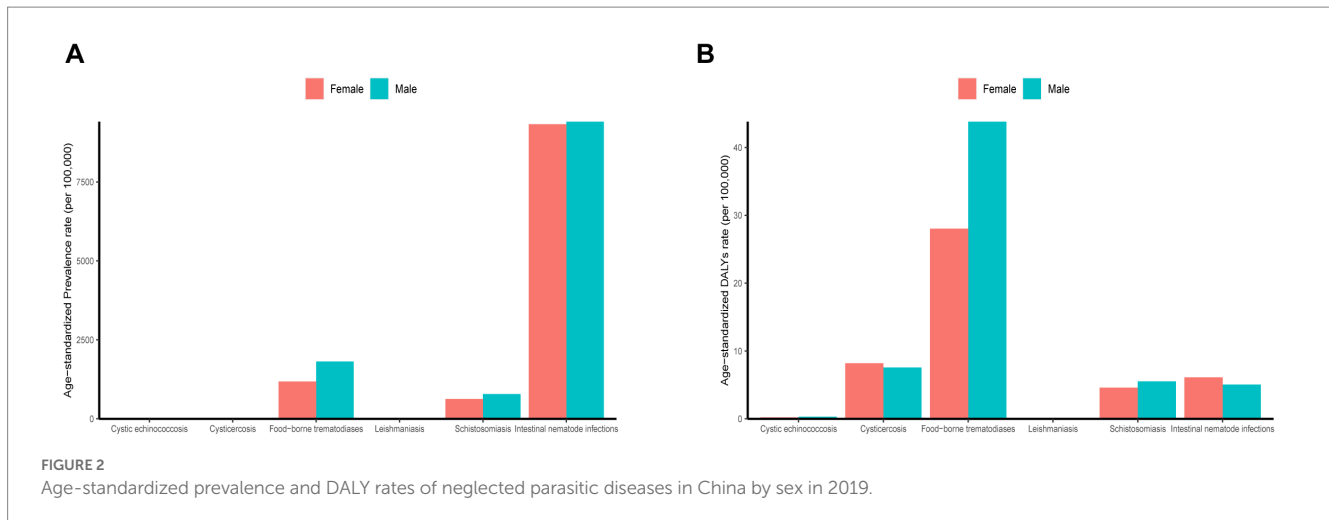 A
Female Male
Age-standardized Prevalence rate (per 100,000)
7500
5000
2500
0
Cystic echinococcosis Cysticercosis Food-borne trematodiases Leishmaniasis Schistosomiasis Intestinal nematode infections
B
Female Male
Age-standardized DALYs rate (per 100,000)
40
30
20
10
0
Cystic echinococcosis Cysticercosis Food-borne trematodiases Leishmaniasis Schistosomiasis Intestinal nematode infections
FIGURE 2
Age-standardized prevalence and DALY rates of neglected parasitic diseases in China by sex in 2019.